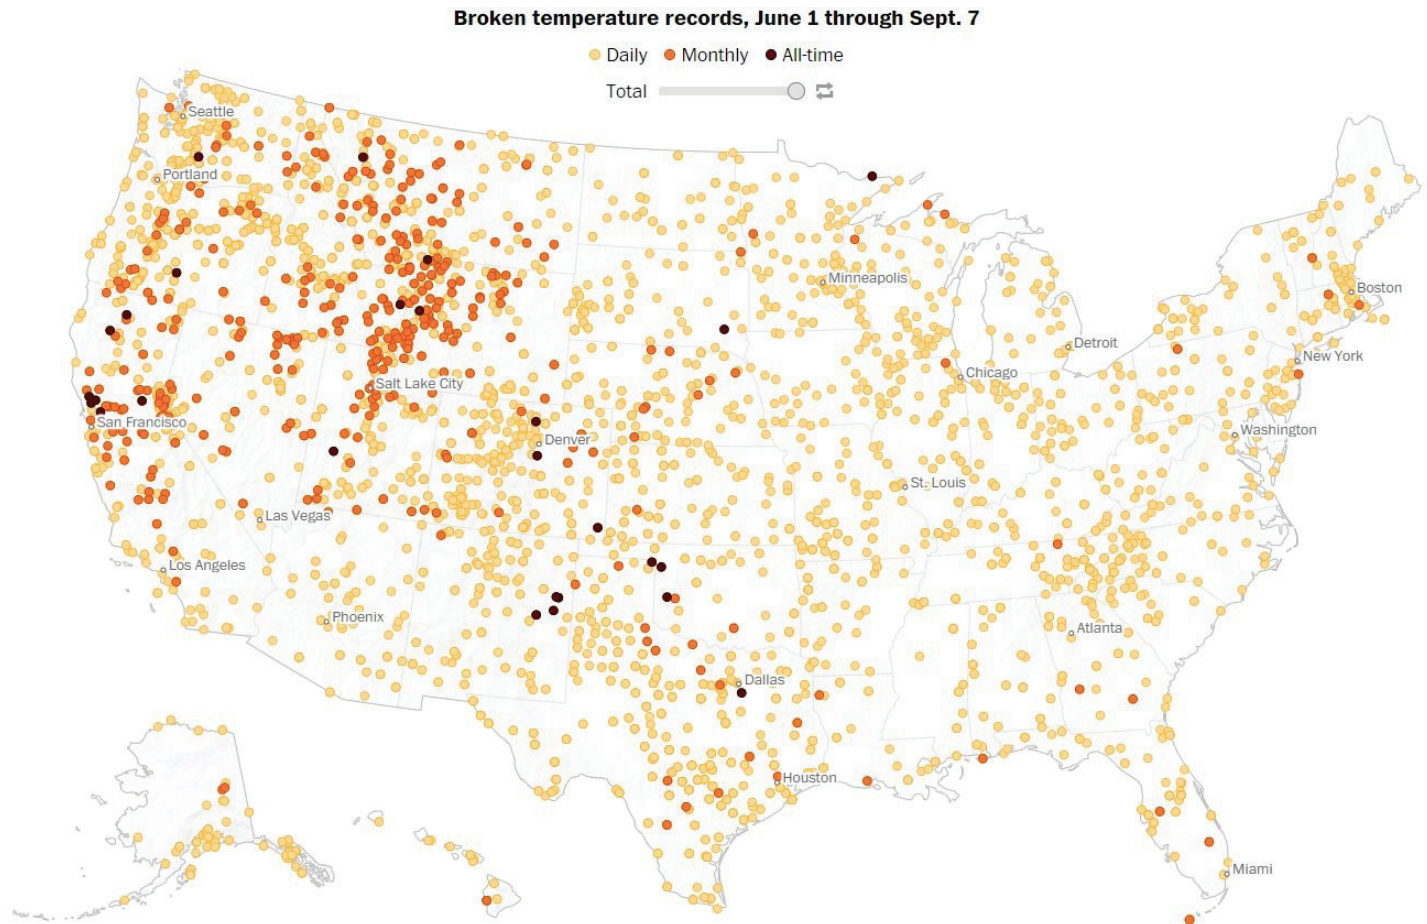 Broken temperature records, June 1 through Sept. 7
Daily Monthly All-time
Total
Seattle
Portland
Minneapolis
Boston
Detroit
New York
Chicago
Salt Lake City
San Francisco
Washington
Denver
St. Louis
Las Vegas
Los Angeles
Phoenix
Atlanta
Dallas
Houston
Miami